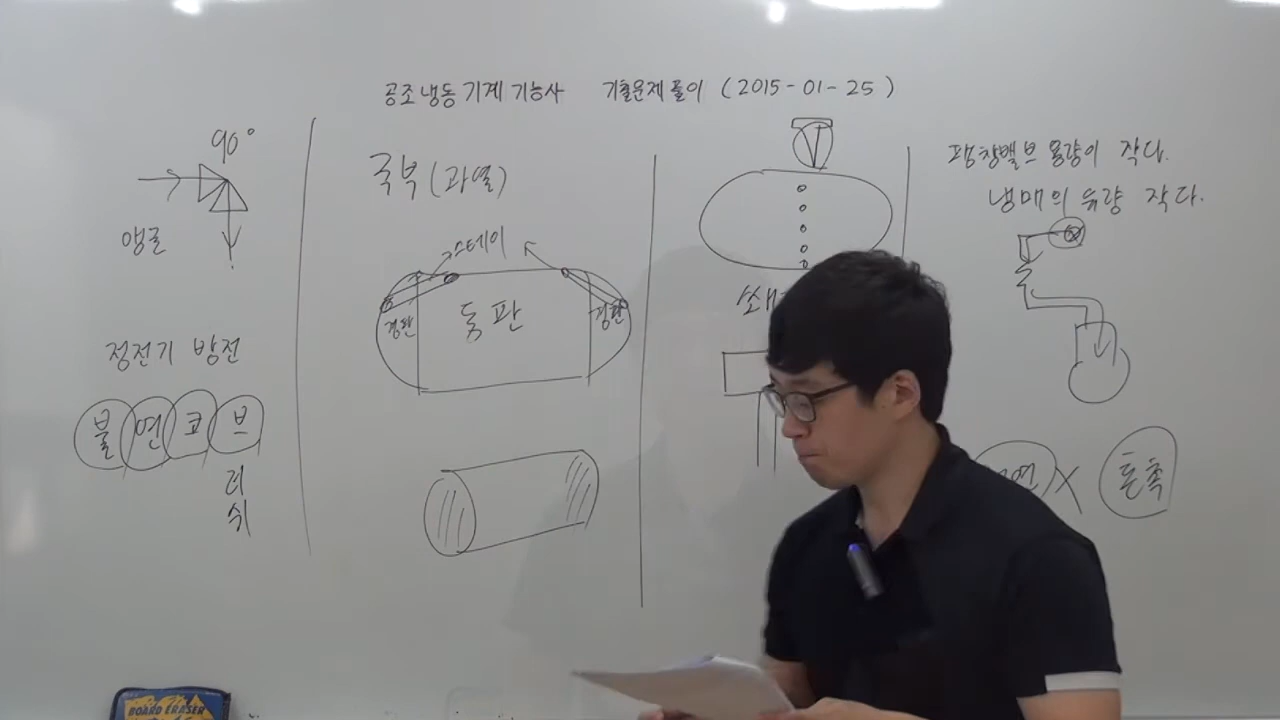 공조냉동기계기능사 기출문제풀이 (2015-01-25)
90°
앵글
정전기 방전
불연코브
러
쉬
국부(과열)
스테이
경판
동판
경판
팽창밸브 용량이 작다.
냉매의 유량 작다.
X
BOARD ERASER